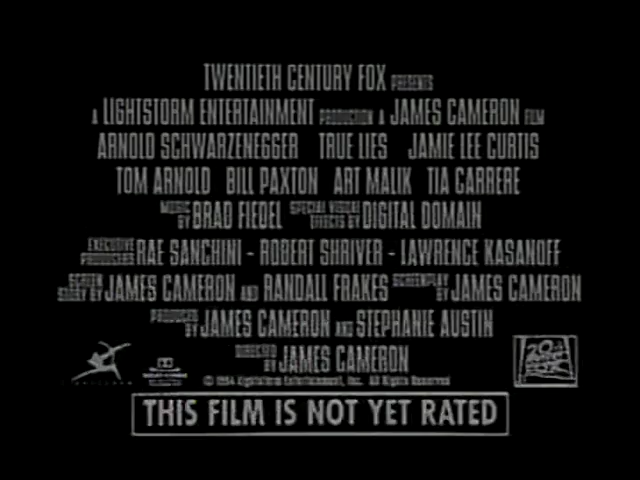 TWENTIETH CENTURY FOX PRESENTS
A LIGHTSTORM ENTERTAINMENT PRODUCTION A JAMES CAMERON FILM
ARNOLD SCHWARZENEGGER TRUE LIES JAMIE LEE CURTIS
TOM ARNOLD BILL PAXTON ART MALIK TIA CARRERE
MUSIC BY BRAD FIEDEL SPECIAL VISUAL EFFECTS BY DIGITAL DOMAIN
EXECUTIVE PRODUCERS RAE SANCHINI - ROBERT SHRIVER - LAWRENCE KASANOFF
SCREEN STORY BY JAMES CAMERON AND RANDALL FRAKES SCREENPLAY BY JAMES CAMERON
PRODUCED BY JAMES CAMERON AND STEPHANIE AUSTIN
DIRECTED BY JAMES CAMERON
© 1994 Lightstorm Entertainment, Inc. All Rights Reserved
20th CENTURY FOX
THIS FILM IS NOT YET RATED